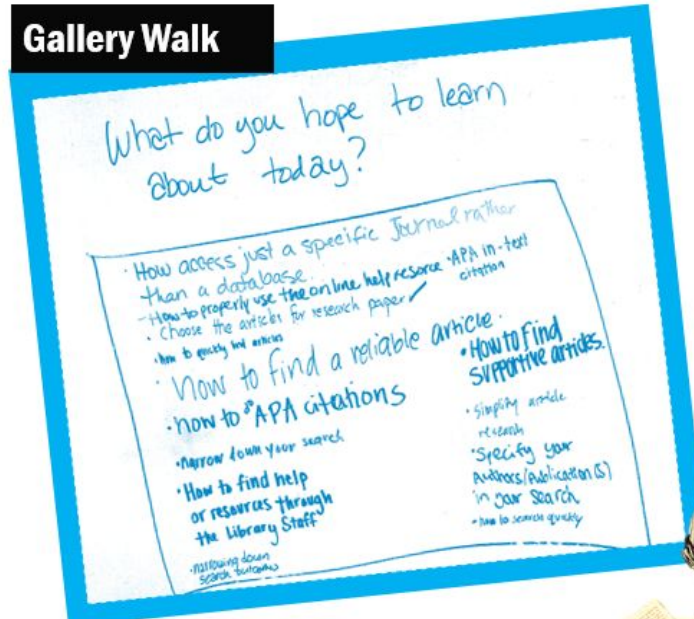 Gallery Walk
What do you hope to learn
about today?
· How access just a specific Journal rather
than a database.
- How to properly use the online help resorce
· Choose the articles for research paper ✓
· how to quickly find articles
· How to find a reliable article.
· how to APA citations
· narrow down your search
· How to find help
or resources through
the Library Staff
· narrowing down
search
· APA in-text
citation
· How to Find
supportive articles.
· simplify article
research
· Specify your
Authors/Publication(s)
in your search
· how to search quickly